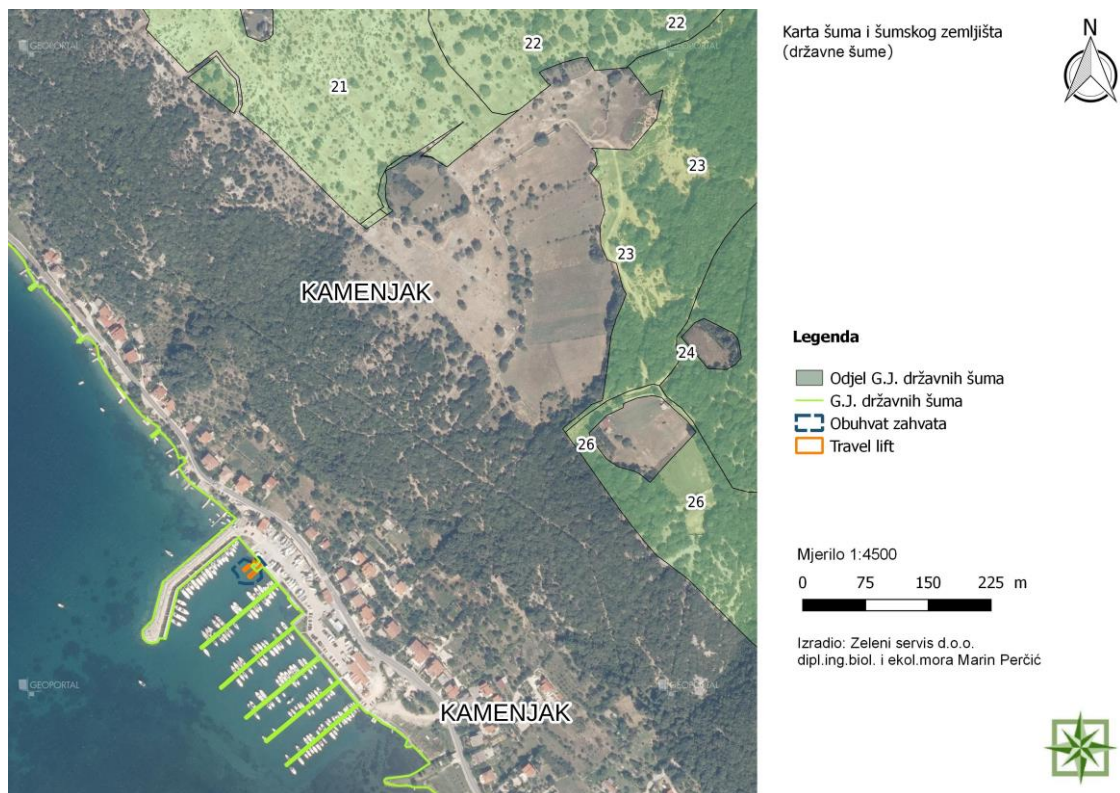 GEOPORTAL
GEOPORTAL
22
22
21
23
23
KAMENJAK
24
26
26
KAMENJAK
GEOPORTAL
GEOPORTAL
Karta šuma i šumskog zemljišta
(državne šume)
N
Legenda
Odjel G.J. državnih šuma
G.J. državnih šuma
Obuhvat zahvata
Travel lift
Mjerilo 1:4500
0 75 150 225 m
Izradio: Zeleni servis d.o.o.
dipl.ing.biol. i ekol.mora Marin Perčić